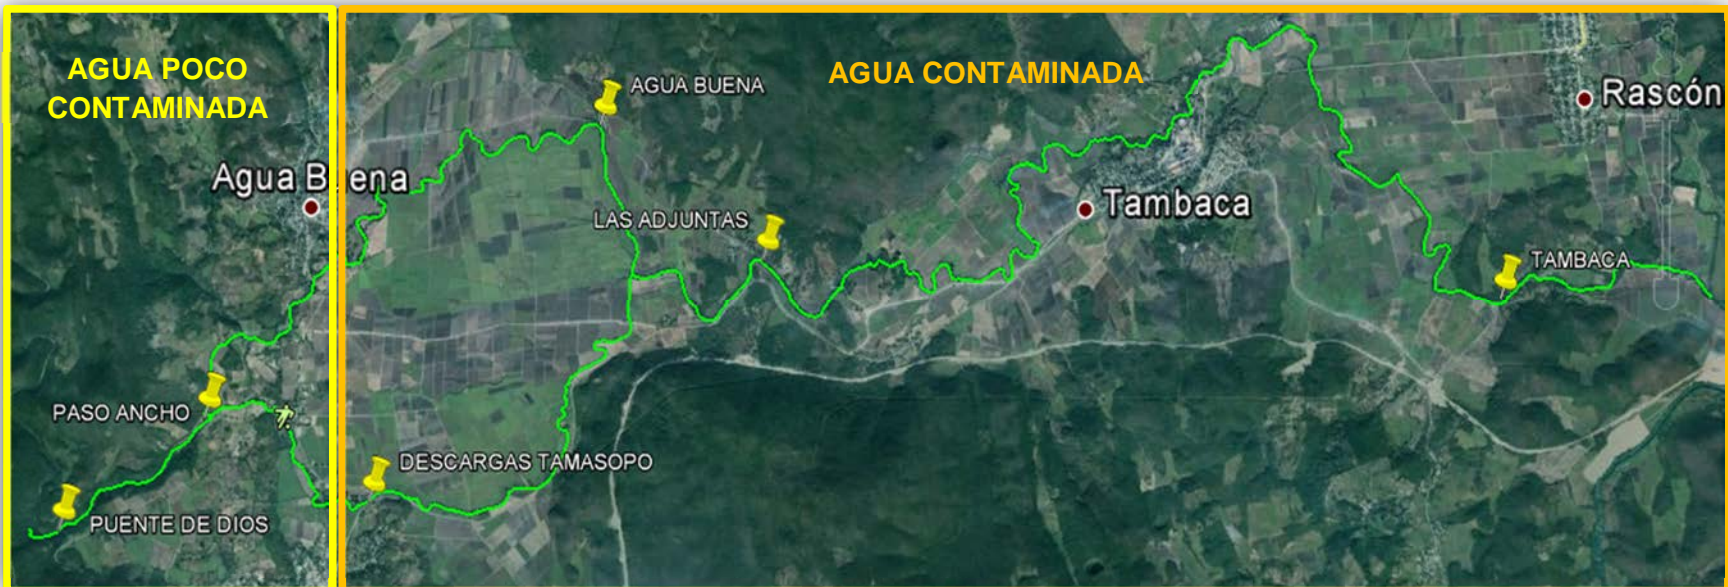 AGUA POCO
CONTAMINADA
AGUA CONTAMINADA
AGUA BUENA
Rascón
Agua Buena
Tambaca
LAS ADJUNTAS
TAMBACA
PASO ANCHO
DESCARGAS TAMASOPO
PUENTE DE DIOS